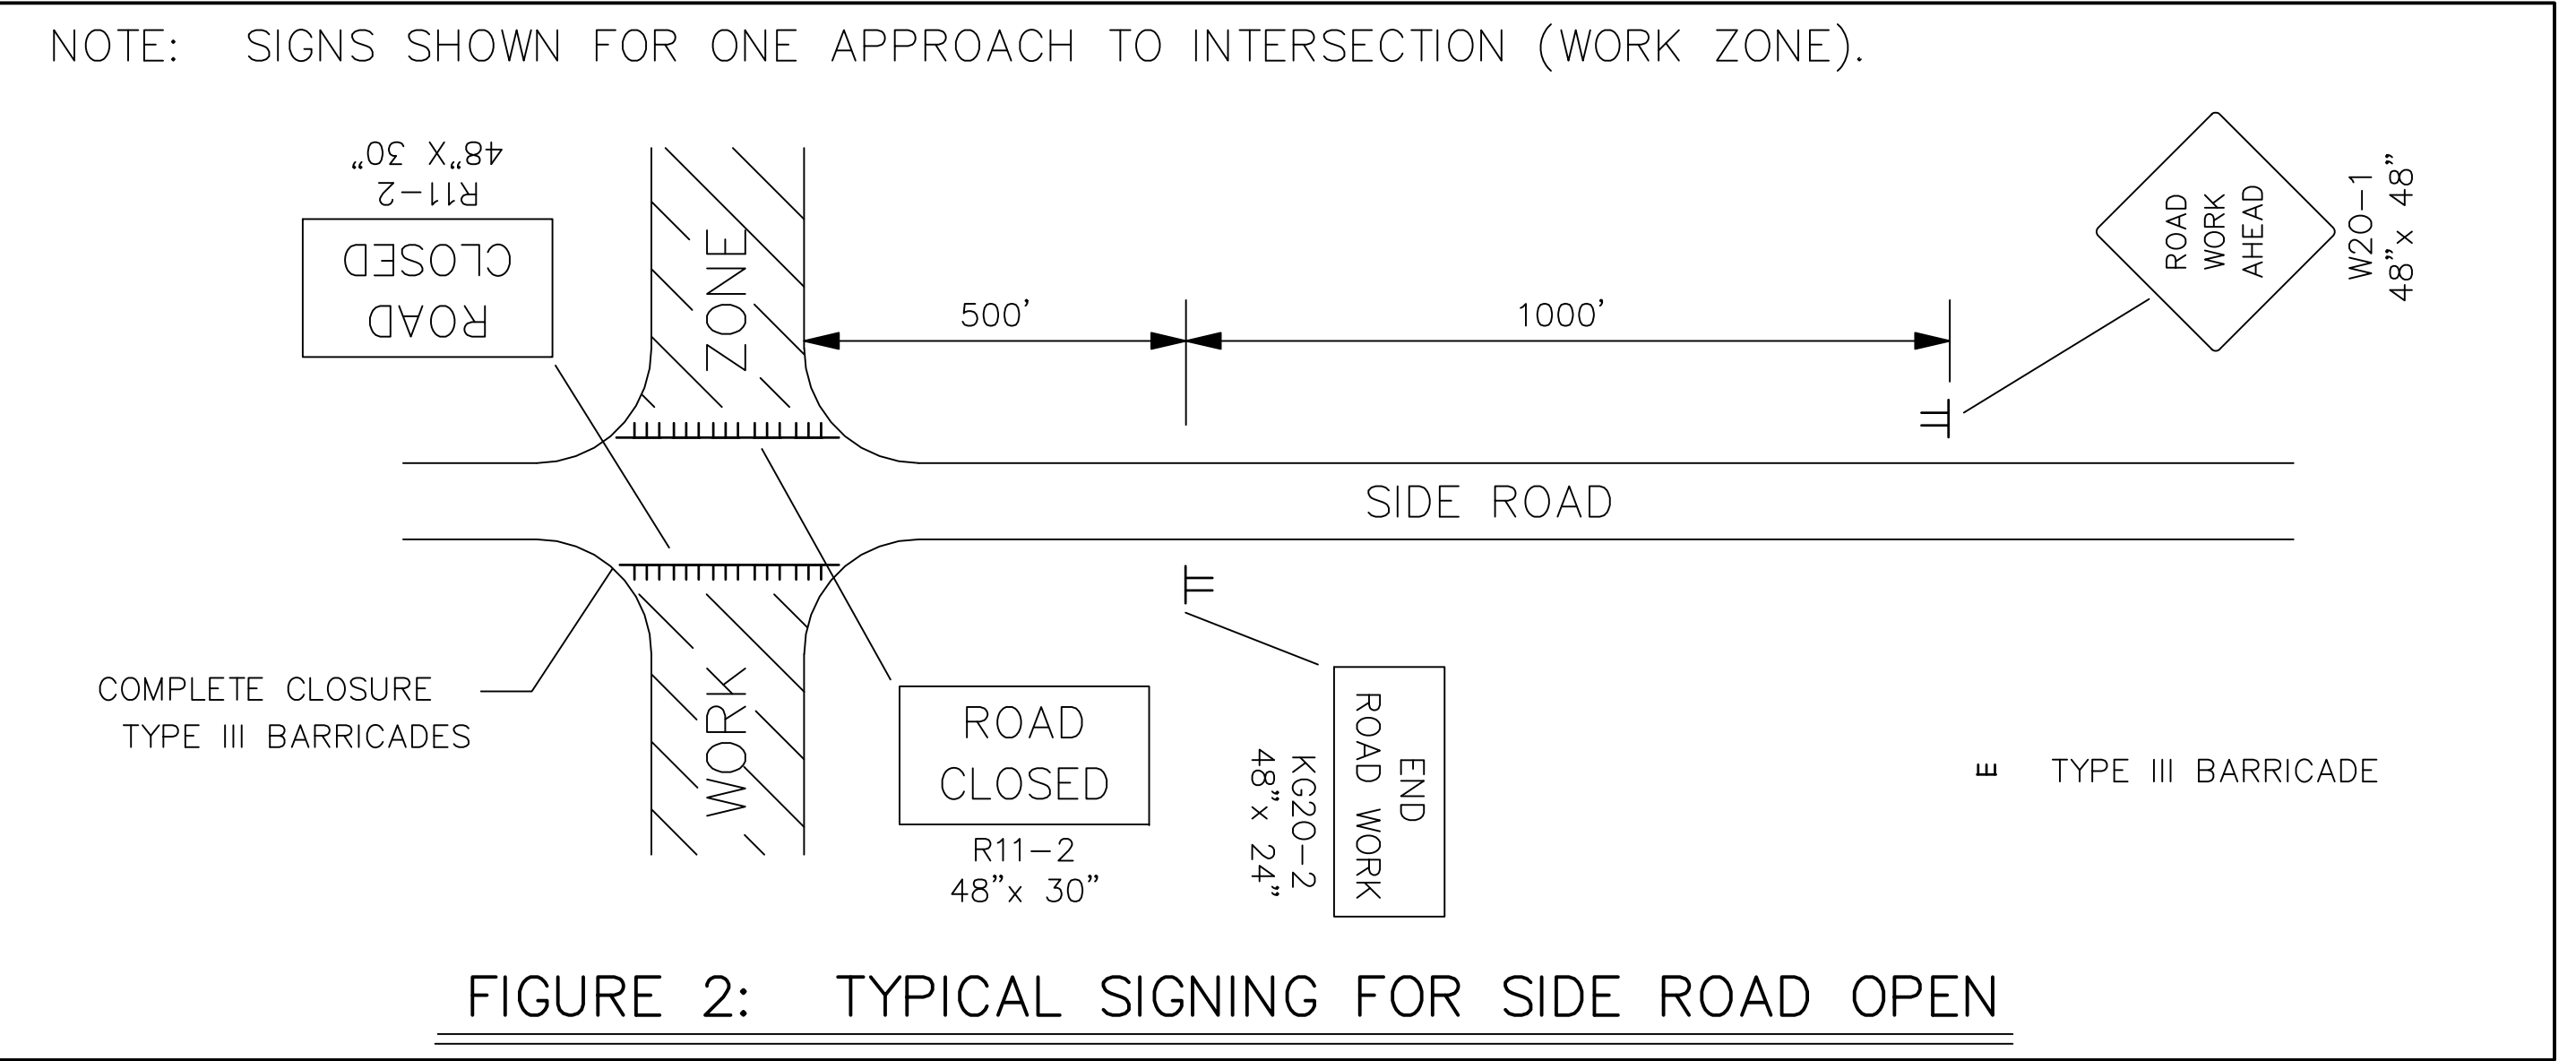 NOTE: SIGNS SHOWN FOR ONE APPROACH TO INTERSECTION (WORK ZONE).
48"X 30"
R11-2
ROAD
CLOSED
ZONE
500'
1000'
ROAD
WORK
AHEAD
W20-1
48"x 48"
SIDE ROAD
COMPLETE CLOSURE
TYPE III BARRICADES
WORK
ROAD
CLOSED
R11-2
48"x 30"
END
ROAD WORK
KG20-2
48"x 24"
TYPE III BARRICADE
FIGURE 2: TYPICAL SIGNING FOR SIDE ROAD OPEN